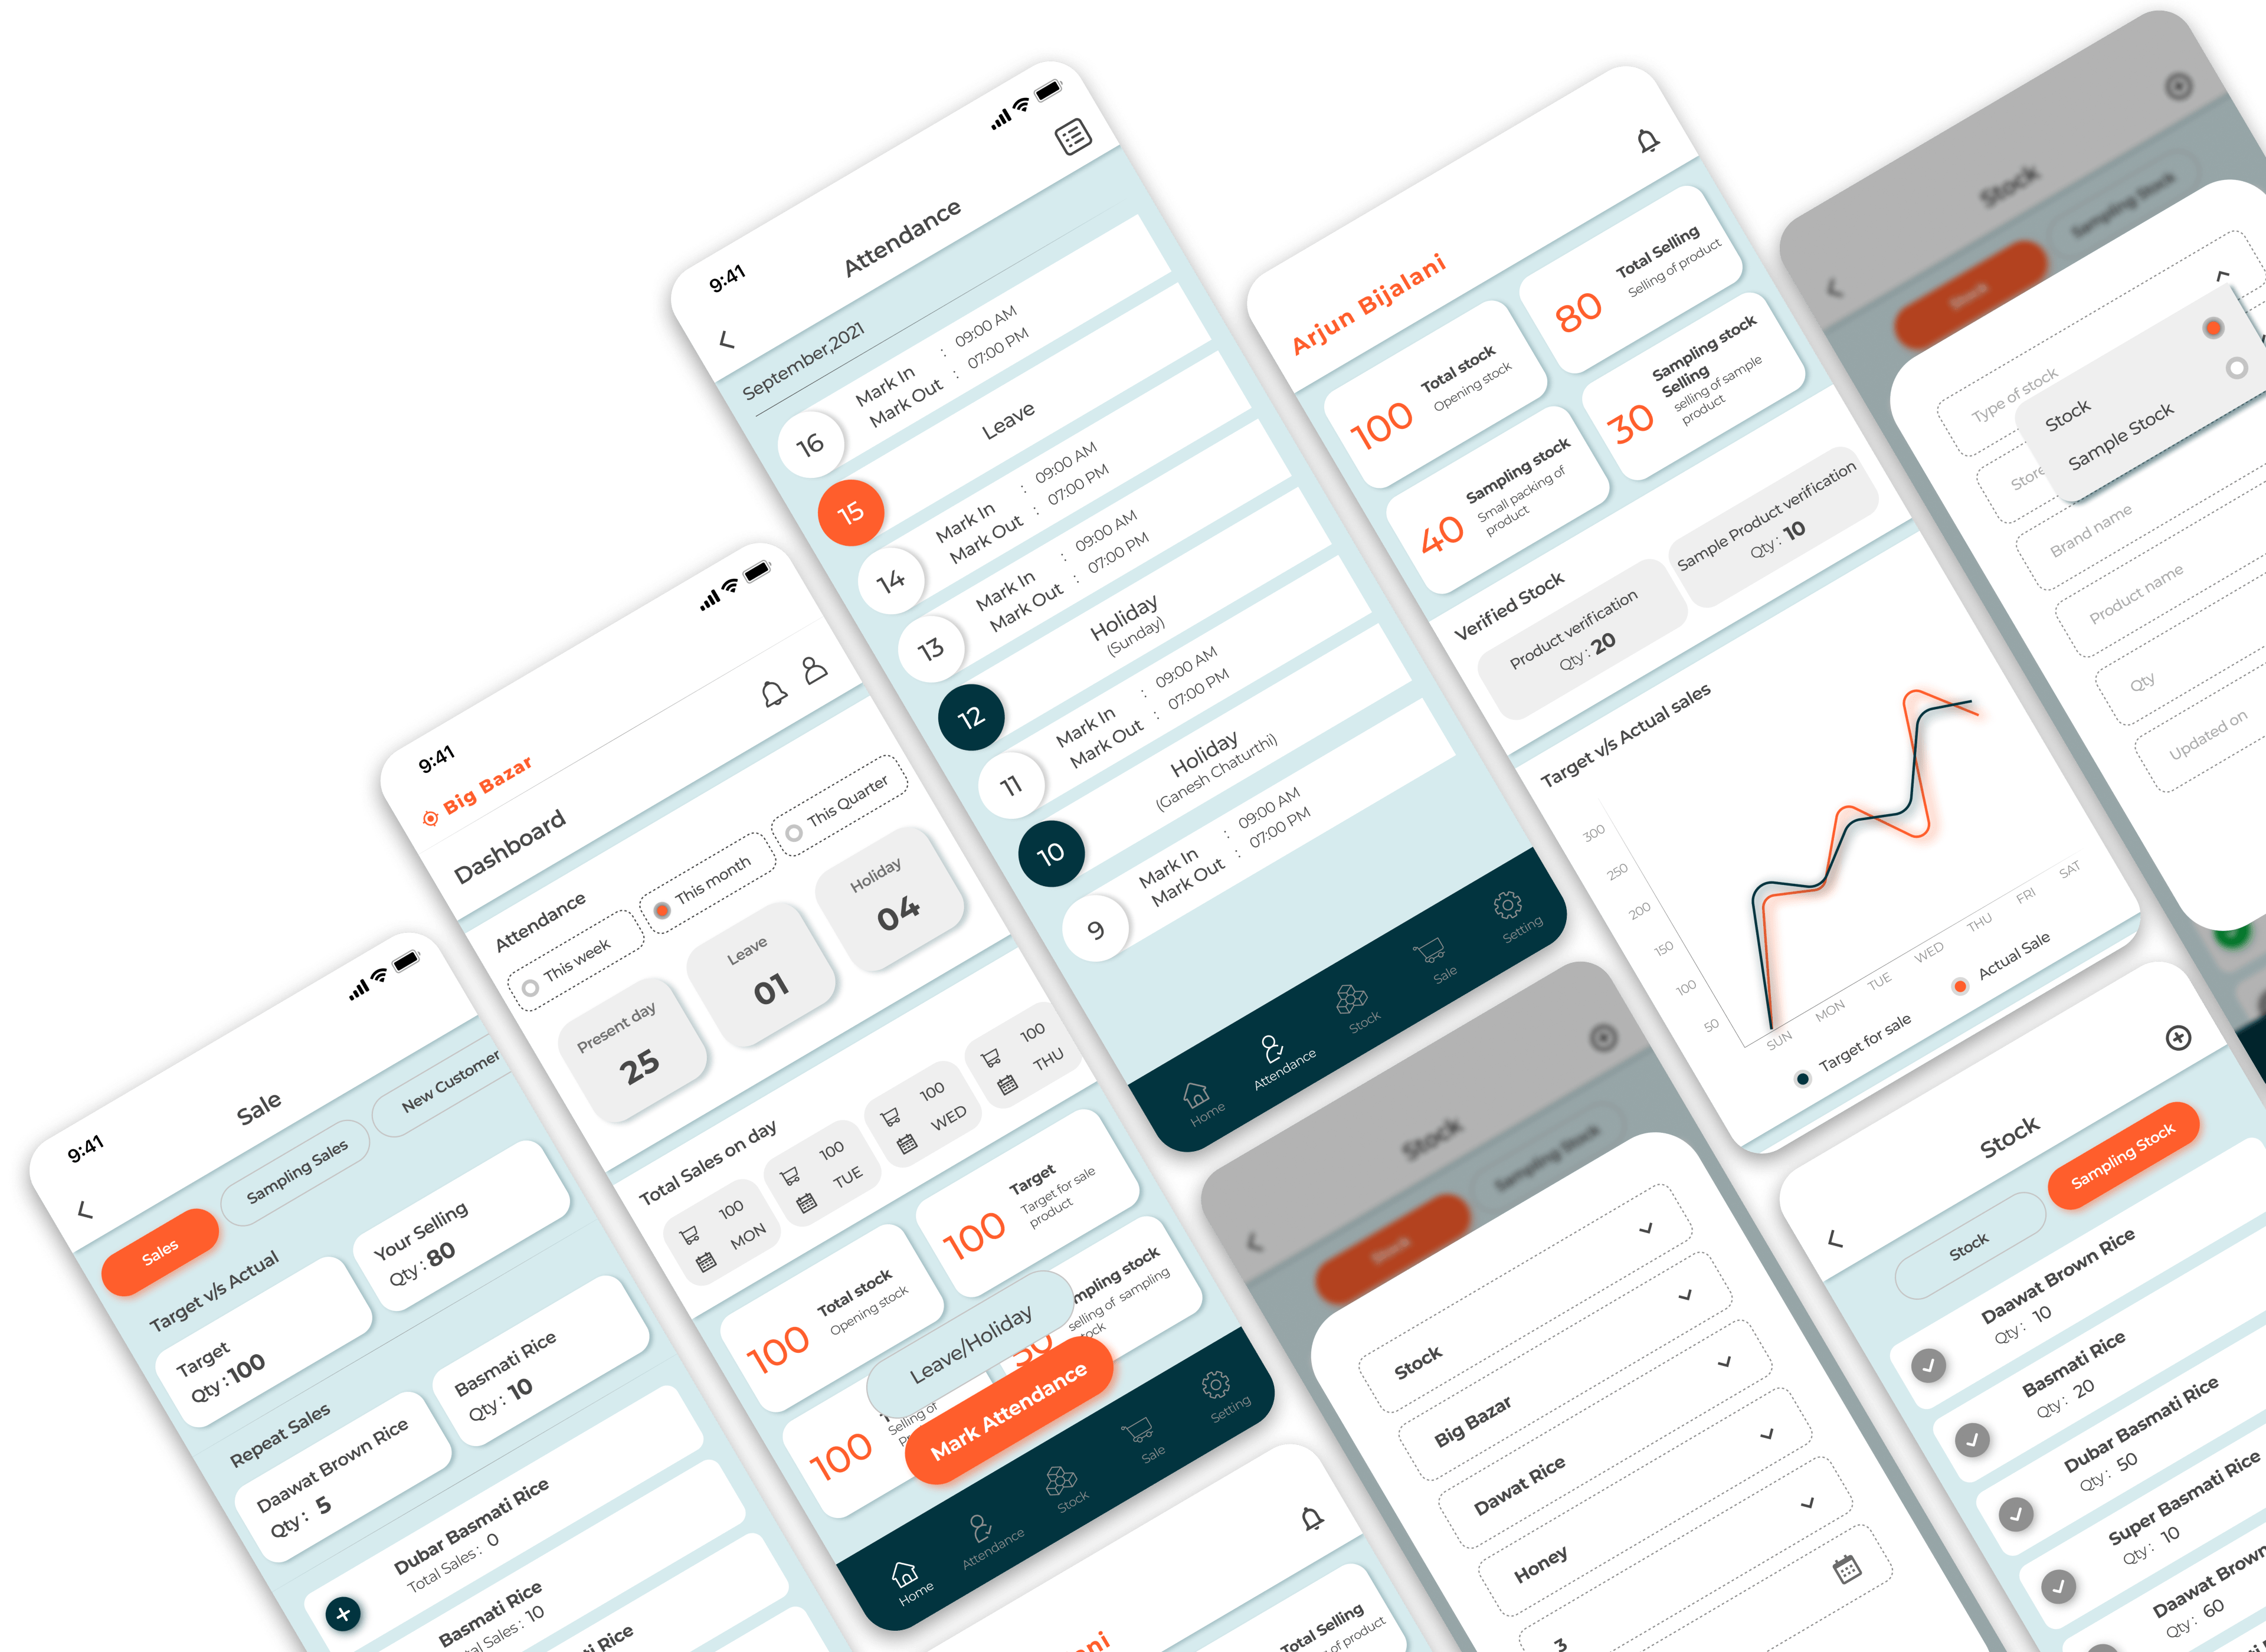 9:41
Sale
Sales
Sampling Sales
New Customer
Target v/s Actual
Target
Qty : 100
Your Selling
Qty : 80
Repeat Sales
Daawat Brown Rice
Qty : 5
Basmati Rice
Qty : 10
Dubar Basmati Rice
Total Sales : 0
Basmati Rice
Sales : 10
Rice
9:41
Big Bazar
Dashboard
Attendance
This week
This month
This Quarter
Present day
25
Leave
01
Holiday
04
Total Sales on day
100
MON
100
TUE
100
WED
100
THU
100
Total stock
Opening stock
100
Target
Target for sale
product
100
Selling of
stock
selling of sampling
Leave/Holiday
Mark Attendance
Home
Attendance
Stock
Sale
Setting
9:41
Attendance
September,2021
16
Mark In : 09:00 AM
Mark Out : 07:00 PM
15
Leave
14
Mark In : 09:00 AM
Mark Out : 07:00 PM
13
Mark In : 09:00 AM
Mark Out : 07:00 PM
12
Holiday
(Sunday)
11
Mark In : 09:00 AM
Mark Out : 07:00 PM
10
Holiday
(Ganesh Chaturthi)
9
Mark In : 09:00 AM
Mark Out : 07:00 PM
Home
Attendance
Stock
Sale
Setting
Total Selling
of product
Arjun Bijalani
100
Total stock
Opening stock
80
Total Selling
Selling of product
40
Sampling stock
Small packing of
product
30
Sampling stock
Selling
selling of sample
product
Verified Stock
Product verification
Qty : 20
Sample Product verification
Qty : 10
Target v/s Actual sales
300
250
200
150
100
50
SUN
MON
TUE
WED
THU
FRI
SAT
Target for sale
Actual Sale
Stock
Stock
Sampling Stock
Stock
Big Bazar
Dawat Rice
Honey
3
Stock
Stock
Sampling Stock
Type of stock
Stock
Sample Stock
Brand name
Product name
Qty
Updated on
Stock
Stock
Sampling Stock
Daawat Brown Rice
Qty : 10
Basmati Rice
Qty : 20
Dubar Basmati Rice
Qty : 50
Super Basmati Rice
Qty : 10
Daawat Brown
Qty : 60